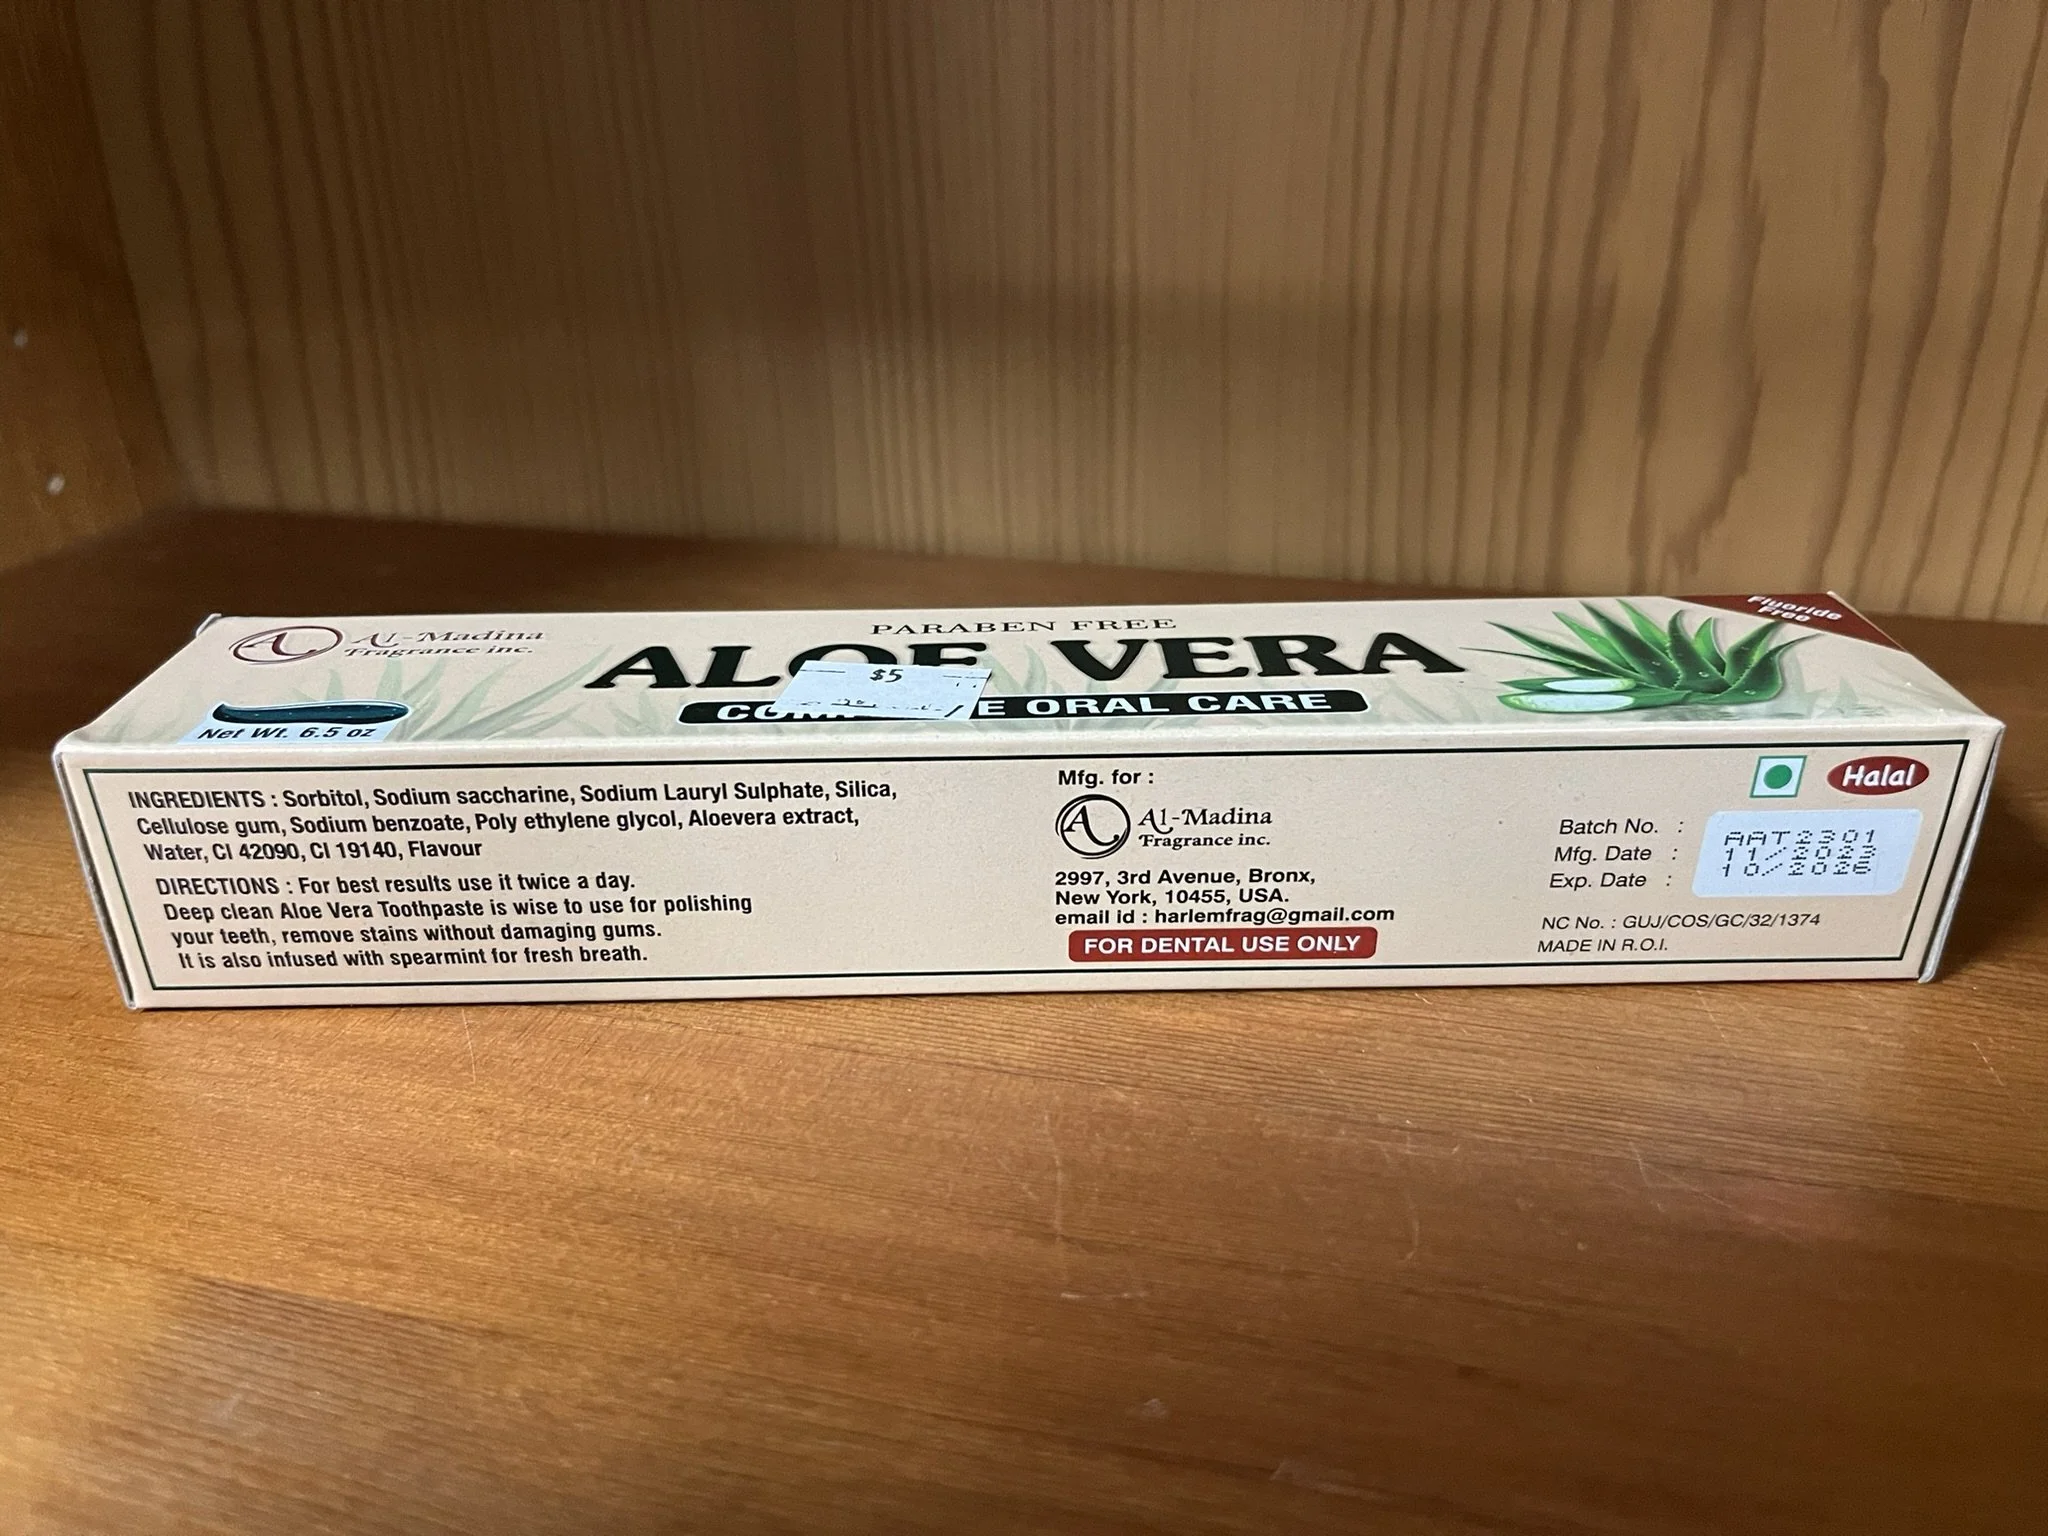 Al-Madina
Fragrance inc.
PARABEN FREE
ALOE VERA
ORAL CARE
$5
Net Wt. 6.5 oz
Fluoride
Free
INGREDIENTS : Sorbitol, Sodium saccharine, Sodium Lauryl Sulphate, Silica,
Cellulose gum, Sodium benzoate, Poly ethylene glycol, Aloevera extract,
Water, CI 42090, CI 19140, Flavour
DIRECTIONS : For best results use it twice a day.
Deep clean Aloe Vera Toothpaste is wise to use for polishing
your teeth, remove stains without damaging gums.
It is also infused with spearmint for fresh breath.
Mfg. for :
Al-Madina
Fragrance inc.
2997, 3rd Avenue, Bronx,
New York, 10455, USA.
email id : harlemfrag@gmail.com
FOR DENTAL USE ONLY
Halal
Batch No. : AAT2301
Mfg. Date : 11/2023
Exp. Date : 10/2026
NC No. : GUJ/COS/GC/32/1374
MADE IN R.O.I.